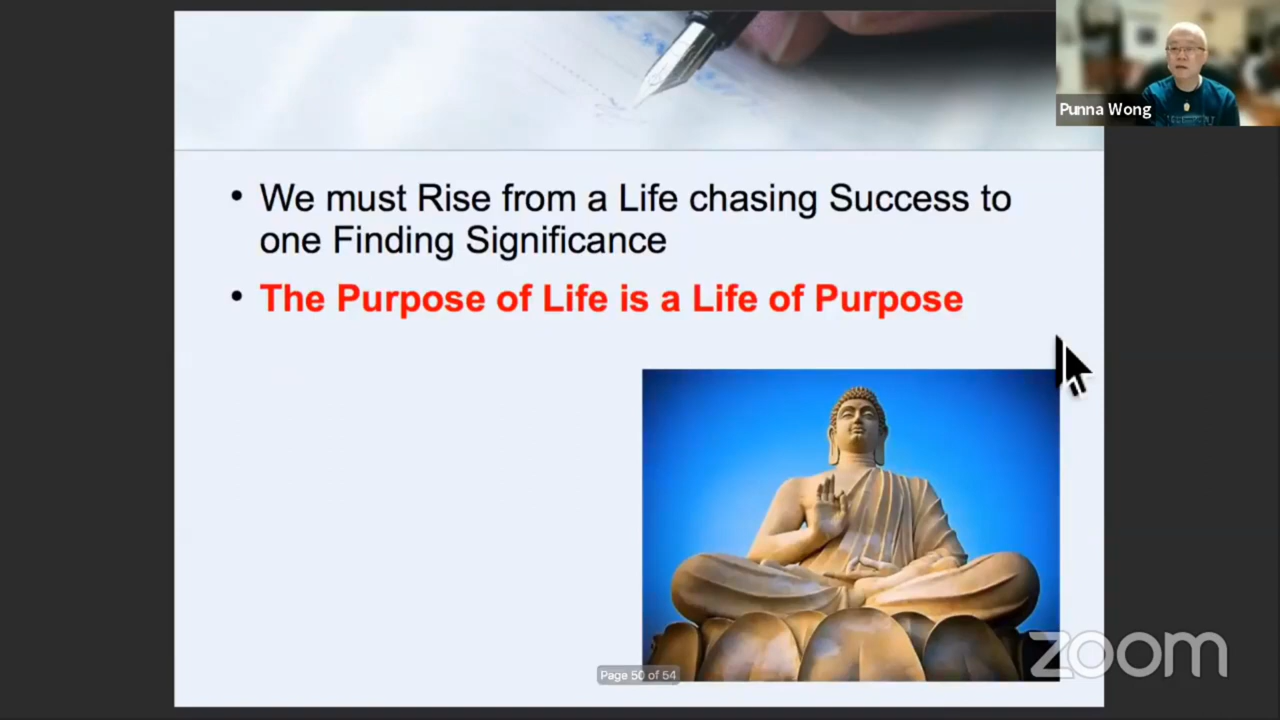 Punna Wong
• We must Rise from a Life chasing Success to
one Finding Significance
• The Purpose of Life is a Life of Purpose
Page 50 of 54
zoom